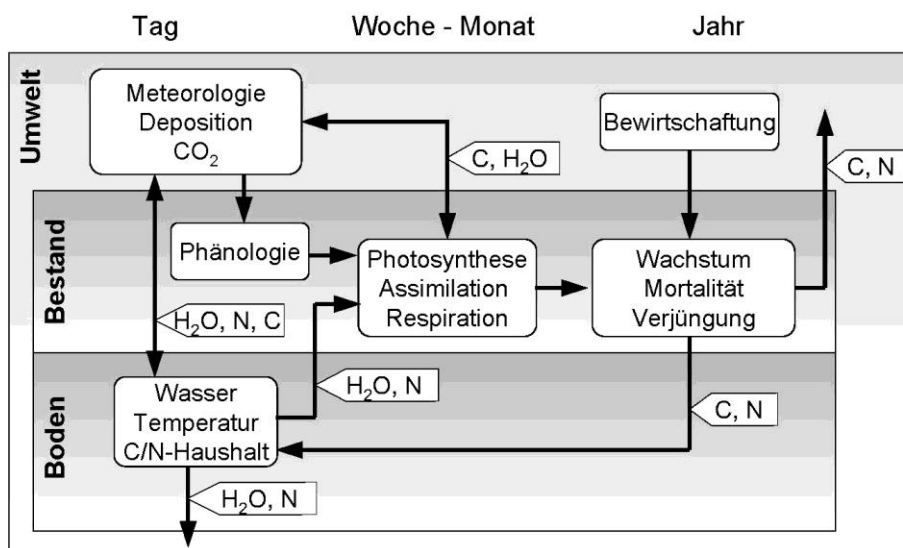 Tag
Woche - Monat
Jahr
Umwelt
Meteorologie
Deposition
CO₂
Bewirtschaftung
C, H₂O
C, N
Bestand
Phänologie
Photosynthese
Assimilation
Respiration
Wachstum
Mortalität
Verjüngung
H₂O, N, C
Boden
Wasser
Temperatur
C/N-Haushalt
H₂O, N
C, N
H₂O, N